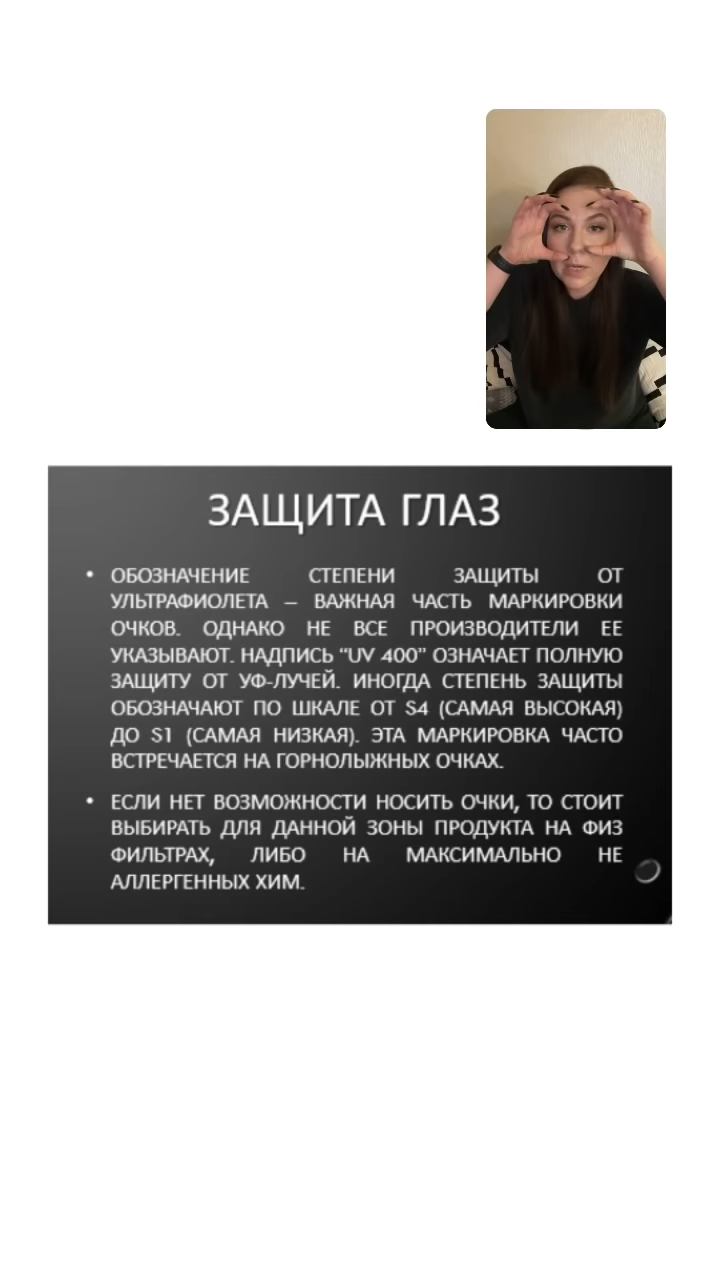 ЗАЩИТА ГЛАЗ
• ОБОЗНАЧЕНИЕ СТЕПЕНИ ЗАЩИТЫ ОТ
УЛЬТРАФИОЛЕТА – ВАЖНАЯ ЧАСТЬ МАРКИРОВКИ
ОЧКОВ. ОДНАКО НЕ ВСЕ ПРОИЗВОДИТЕЛИ ЕЕ
УКАЗЫВАЮТ. НАДПИСЬ “UV 400” ОЗНАЧАЕТ ПОЛНУЮ
ЗАЩИТУ ОТ УФ-ЛУЧЕЙ. ИНОГДА СТЕПЕНЬ ЗАЩИТЫ
ОБОЗНАЧАЮТ ПО ШКАЛЕ ОТ S4 (САМАЯ ВЫСОКАЯ)
ДО S1 (САМАЯ НИЗКАЯ). ЭТА МАРКИРОВКА ЧАСТО
ВСТРЕЧАЕТСЯ НА ГОРНОЛЫЖНЫХ ОЧКАХ.
• ЕСЛИ НЕТ ВОЗМОЖНОСТИ НОСИТЬ ОЧКИ, ТО СТОИТ
ВЫБИРАТЬ ДЛЯ ДАННОЙ ЗОНЫ ПРОДУКТА НА ФИЗ
ФИЛЬТРАХ, ЛИБО НА МАКСИМАЛЬНО НЕ
АЛЛЕРГЕННЫХ ХИМ.